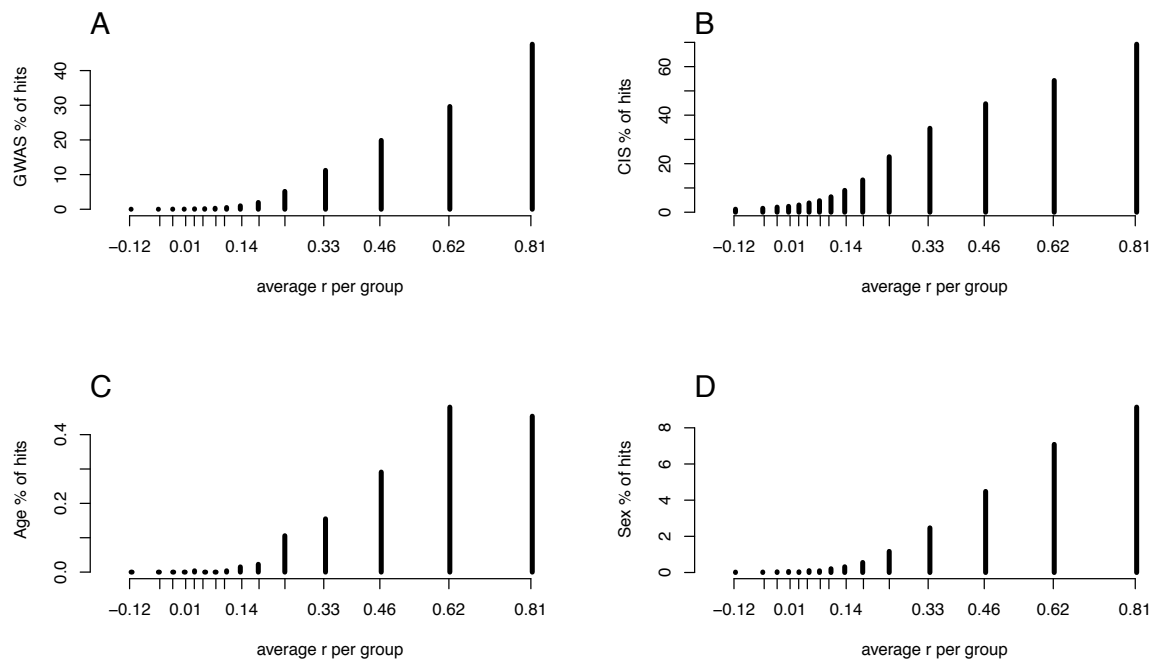 A
GWAS % of hits
0 10 20 30 40
−0.12 0.01 0.14 0.33 0.46 0.62 0.81
average r per group
B
CIS % of hits
0 20 40 60
−0.12 0.01 0.14 0.33 0.46 0.62 0.81
average r per group
C
Age % of hits
0.0 0.2 0.4
−0.12 0.01 0.14 0.33 0.46 0.62 0.81
average r per group
D
Sex % of hits
0 2 4 6 8
−0.12 0.01 0.14 0.33 0.46 0.62 0.81
average r per group